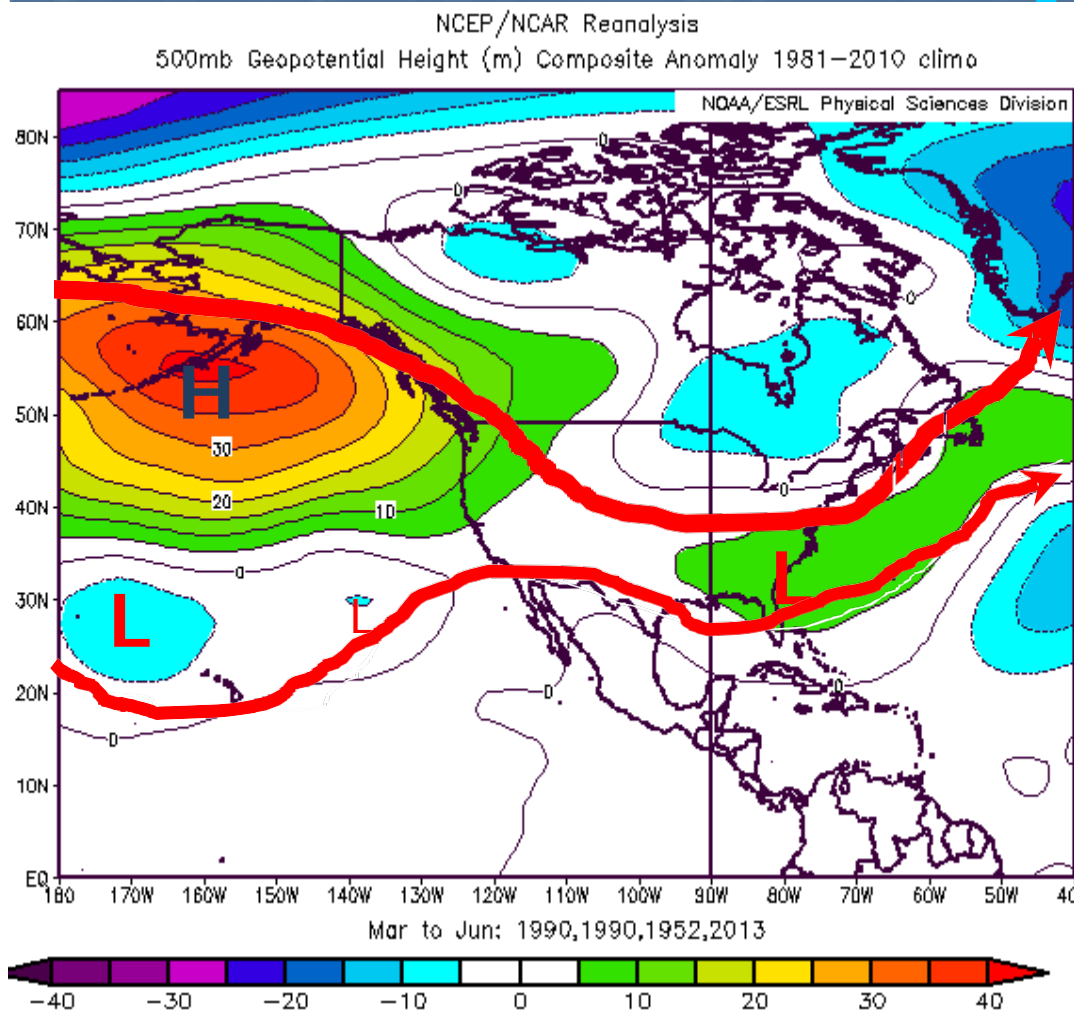 NCEP/NCAR Reanalysis
500mb Geopotential Height (m) Composite Anomaly 1981-2010 climo
NOAA/ESRL Physical Sciences Division
80N
0
70N
0
0
60N
H
50N
30
20
0
40N
10
0
L
30N
L
L
20N
0
0
0
10N
EQ
180 170W 160W 150W 140W 130W 120W 110W 100W 90W 80W 70W 60W 50W 40
Mar to Jun: 1990,1990,1952,2013
-40 -30 -20 -10 0 10 20 30 40